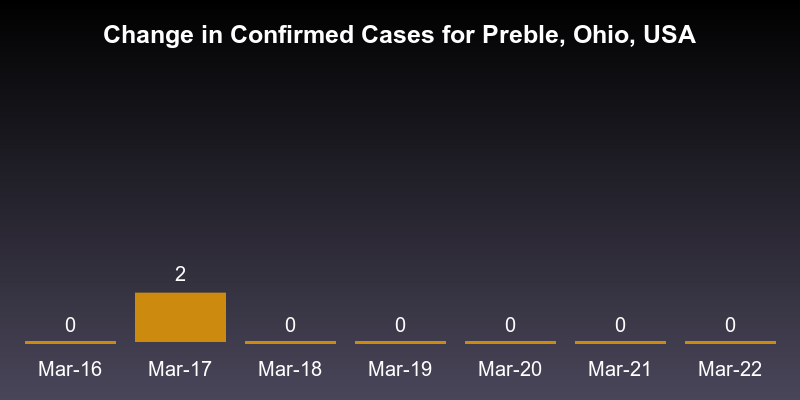 Change in Confirmed Cases for Preble, Ohio, USA
2
0 0 0 0 0 0
Mar-16 Mar-17 Mar-18 Mar-19 Mar-20 Mar-21 Mar-22